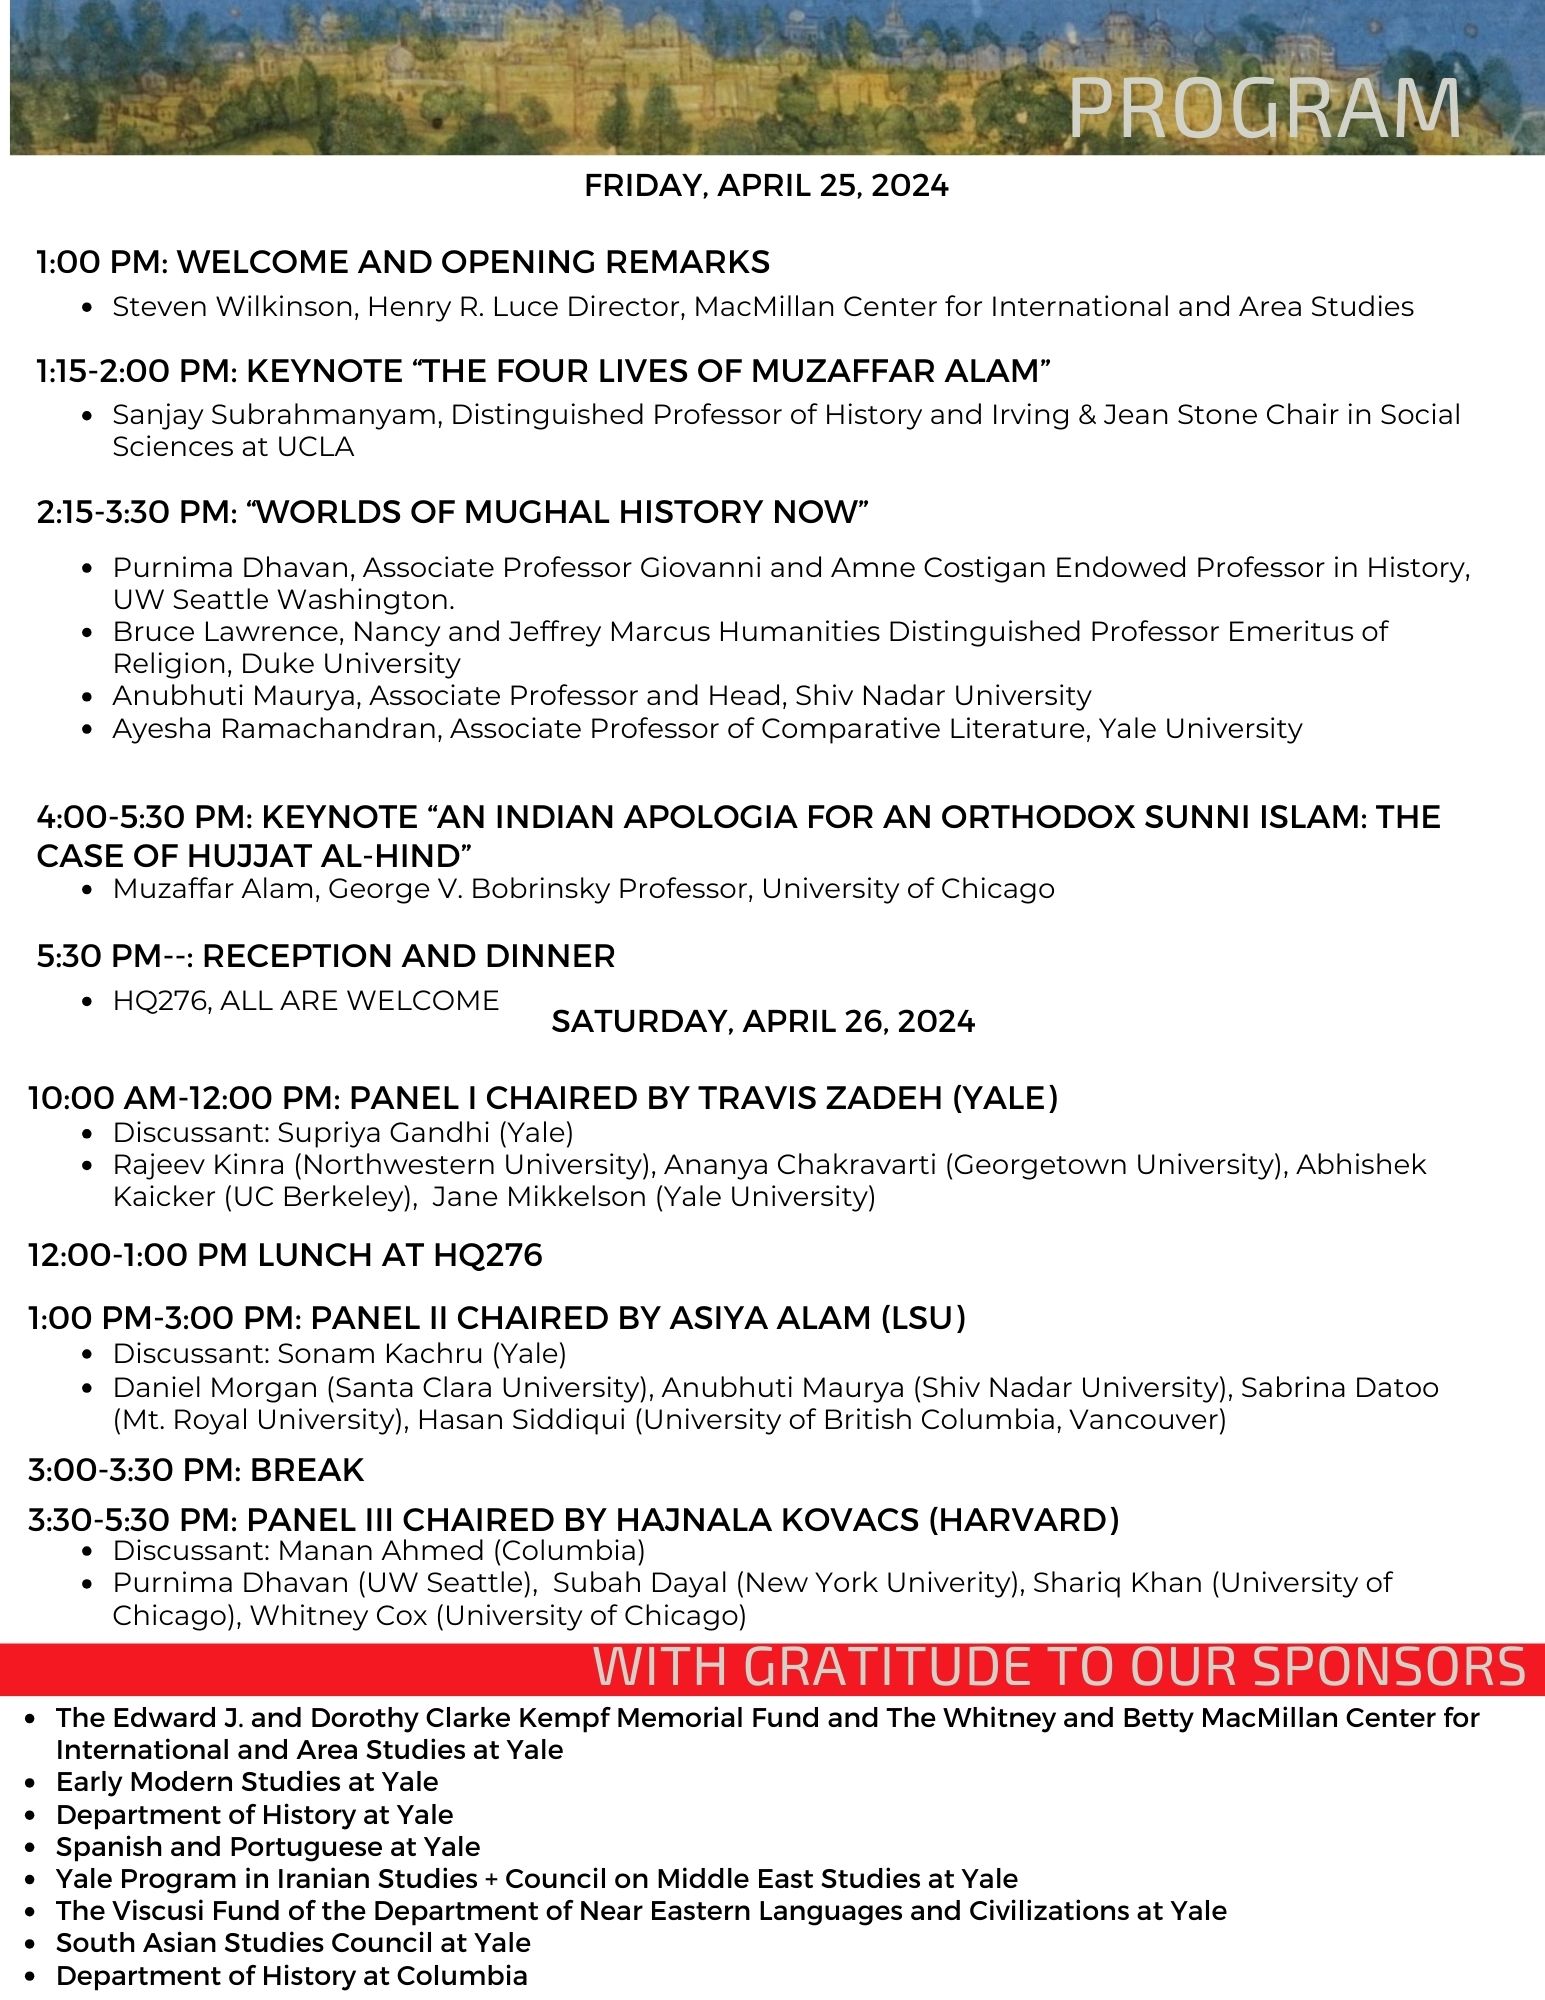 PROGRAM
FRIDAY, APRIL 25, 2024
1:00 PM: WELCOME AND OPENING REMARKS
• Steven Wilkinson, Henry R. Luce Director, MacMillan Center for International and Area Studies
1:15-2:00 PM: KEYNOTE “THE FOUR LIVES OF MUZAFFAR ALAM”
• Sanjay Subrahmanyam, Distinguished Professor of History and Irving & Jean Stone Chair in Social
Sciences at UCLA
2:15-3:30 PM: “WORLDS OF MUGHAL HISTORY NOW”
• Purnima Dhavan, Associate Professor Giovanni and Amne Costigan Endowed Professor in History,
UW Seattle Washington.
• Bruce Lawrence, Nancy and Jeffrey Marcus Humanities Distinguished Professor Emeritus of
Religion, Duke University
• Anubhuti Maurya, Associate Professor and Head, Shiv Nadar University
• Ayesha Ramachandran, Associate Professor of Comparative Literature, Yale University
4:00-5:30 PM: KEYNOTE “AN INDIAN APOLOGIA FOR AN ORTHODOX SUNNI ISLAM: THE
CASE OF HUJJAT AL-HIND”
• Muzaffar Alam, George V. Bobrinsky Professor, University of Chicago
5:30 PM--: RECEPTION AND DINNER
• HQ276, ALL ARE WELCOME
SATURDAY, APRIL 26, 2024
10:00 AM-12:00 PM: PANEL I CHAIRED BY TRAVIS ZADEH (YALE)
• Discussant: Supriya Gandhi (Yale)
• Rajeev Kinra (Northwestern University), Ananya Chakravarti (Georgetown University), Abhishek
Kaicker (UC Berkeley),  Jane Mikkelson (Yale University)
12:00-1:00 PM LUNCH AT HQ276
1:00 PM-3:00 PM: PANEL II CHAIRED BY ASIYA ALAM (LSU)
• Discussant: Sonam Kachru (Yale)
• Daniel Morgan (Santa Clara University), Anubhuti Maurya (Shiv Nadar University), Sabrina Datoo
(Mt. Royal University), Hasan Siddiqui (University of British Columbia, Vancouver)
3:00-3:30 PM: BREAK
3:30-5:30 PM: PANEL III CHAIRED BY HAJNALA KOVACS (HARVARD)
• Discussant: Manan Ahmed (Columbia)
• Purnima Dhavan (UW Seattle),  Subah Dayal (New York Univerity), Shariq Khan (University of
Chicago), Whitney Cox (University of Chicago)
WITH GRATITUDE TO OUR SPONSORS
• The Edward J. and Dorothy Clarke Kempf Memorial Fund and The Whitney and Betty MacMillan Center for
International and Area Studies at Yale
• Early Modern Studies at Yale
• Department of History at Yale
• Spanish and Portuguese at Yale
• Yale Program in Iranian Studies + Council on Middle East Studies at Yale
• The Viscusi Fund of the Department of Near Eastern Languages and Civilizations at Yale
• South Asian Studies Council at Yale
• Department of History at Columbia